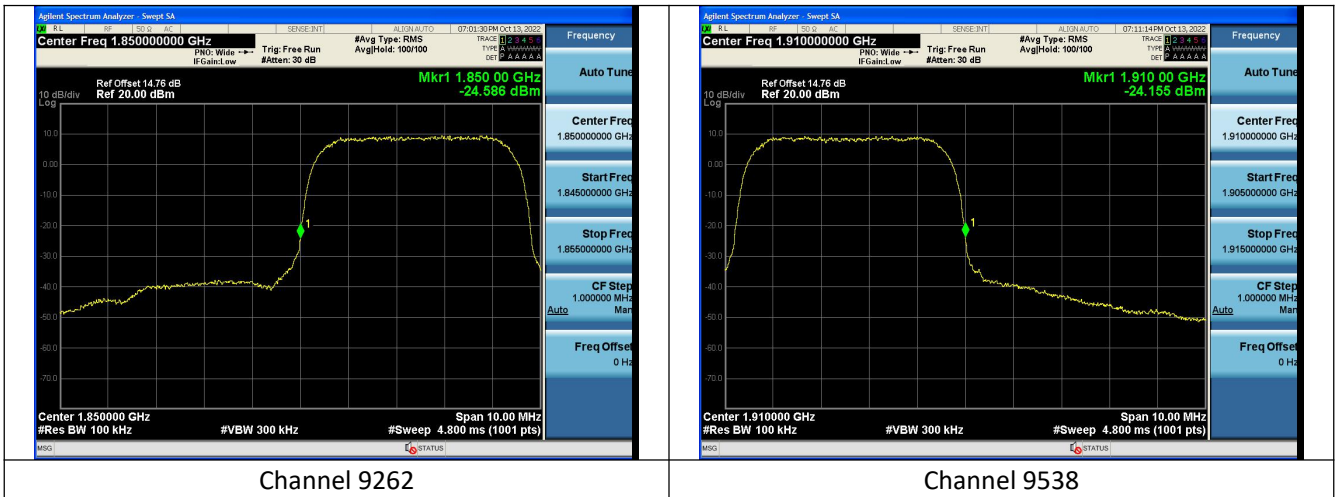 Agilent Spectrum Analyzer - Swept SA
RL RF 50 Ω AC SENSE:INT ALIGN AUTO 07:01:30 PM Oct 13, 2022
Center Freq 1.850000000 GHz
PNO: Wide
IFGain:Low
Trig: Free Run
#Atten: 30 dB
#Avg Type: RMS
Avg|Hold: 100/100
TRACE 1 2 3 4 5 6
TYPE A
DET P A A A A A
Mkr1 1.850 00 GHz
-24.586 dBm
Ref Offset 14.76 dB
Ref 20.00 dBm
10 dB/div
Log
10.0
0.00
-10.0
-20.0
-30.0
-40.0
-50.0
-60.0
-70.0
1
Center 1.850000 GHz Span 10.00 MHz
#Res BW 100 kHz #VBW 300 kHz #Sweep 4.800 ms (1001 pts)
MSG STATUS
Frequency
Auto Tune
Center Freq
1.850000000 GHz
Start Freq
1.845000000 GHz
Stop Freq
1.855000000 GHz
CF Step
1.000000 MHz
Auto Man
Freq Offset
0 Hz
Channel 9262
Agilent Spectrum Analyzer - Swept SA
RL RF 50 Ω AC SENSE:INT ALIGN AUTO 07:11:14 PM Oct 13, 2022
Center Freq 1.910000000 GHz
PNO: Wide
IFGain:Low
Trig: Free Run
#Atten: 30 dB
#Avg Type: RMS
Avg|Hold: 100/100
TRACE 1 2 3 4 5 6
TYPE A
DET P A A A A A
Mkr1 1.910 00 GHz
-24.155 dBm
Ref Offset 14.76 dB
Ref 20.00 dBm
10 dB/div
Log
10.0
0.00
-10.0
-20.0
-30.0
-40.0
-50.0
-60.0
-70.0
1
Center 1.910000 GHz Span 10.00 MHz
#Res BW 100 kHz #VBW 300 kHz #Sweep 4.800 ms (1001 pts)
MSG STATUS
Frequency
Auto Tune
Center Freq
1.910000000 GHz
Start Freq
1.905000000 GHz
Stop Freq
1.915000000 GHz
CF Step
1.000000 MHz
Auto Man
Freq Offset
0 Hz
Channel 9538